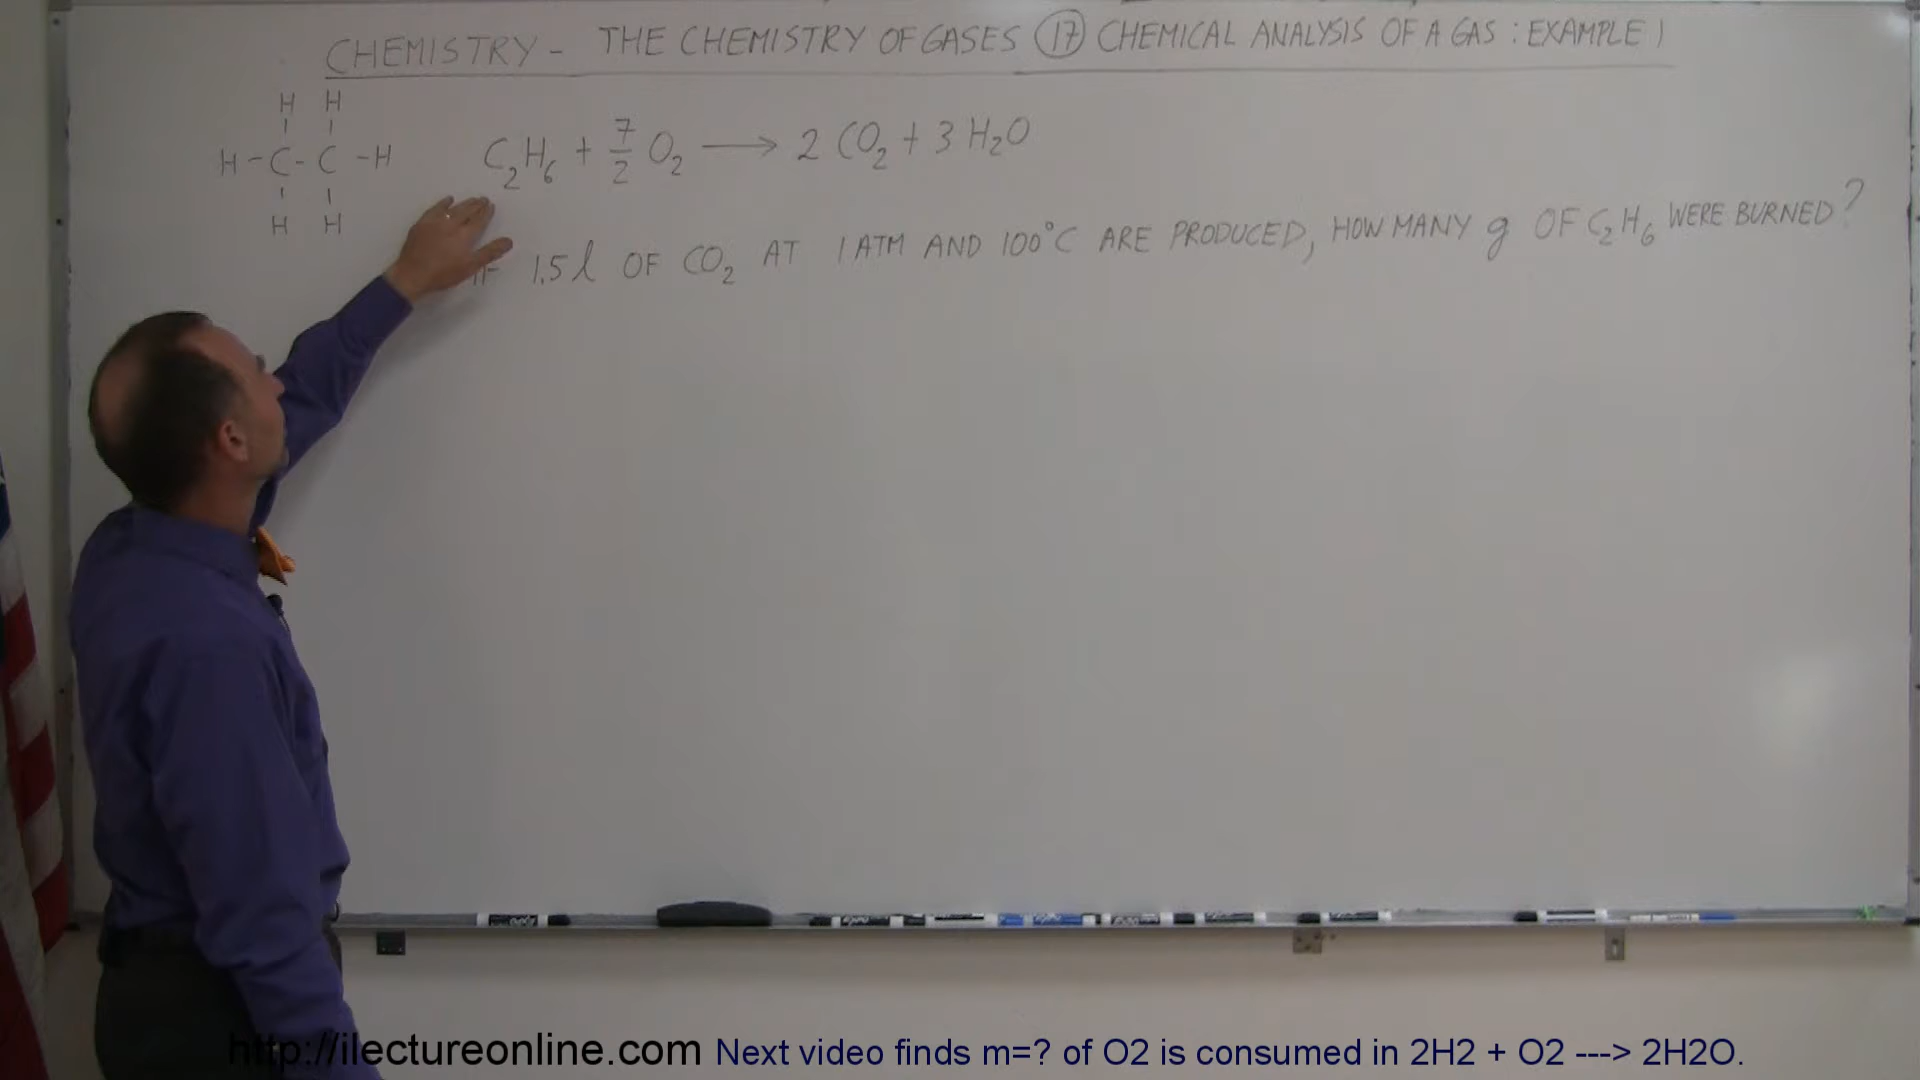 CHEMISTRY - THE CHEMISTRY OF GASES 17 CHEMICAL ANALYSIS OF A GAS : EXAMPLE 1
H H
H-C-C-H
H H
C₂H₆ + 7/2 O₂ ⟶ 2 CO₂ + 3 H₂O
IF 1.5 l OF CO₂ AT 1 ATM AND 100°C ARE PRODUCED, HOW MANY g OF C₂H₆ WERE BURNED?
http://ilectureonline.com Next video finds m=? of O2 is consumed in 2H2 + O2 ---> 2H2O.